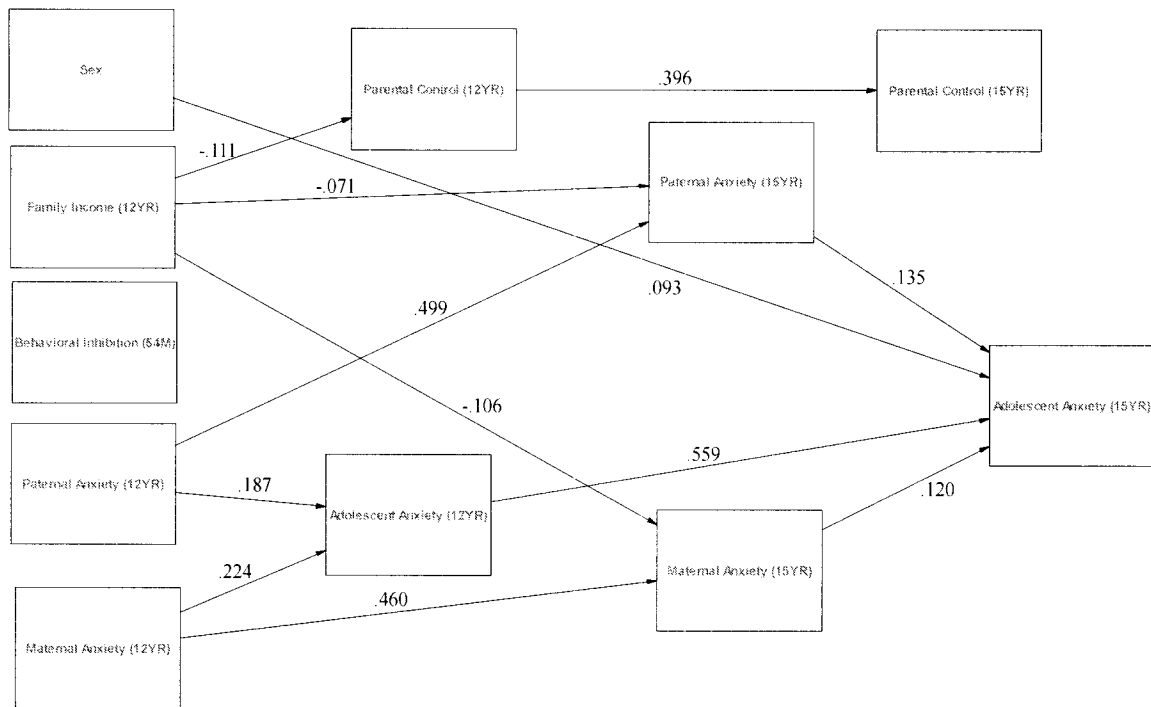 Sex
Parental Control (12YR)
.396
Parental Control (15YR)
-.111
Family Income (12YR)
-.071
Paternal Anxiety (15YR)
.093
.135
Behavioral Inhibition (54M)
.499
-.106
Adolescent Anxiety (15YR)
Paternal Anxiety (12YR)
.187
Adolescent Anxiety (12YR)
.559
.120
.224
Maternal Anxiety (15YR)
.460
Maternal Anxiety (12YR)